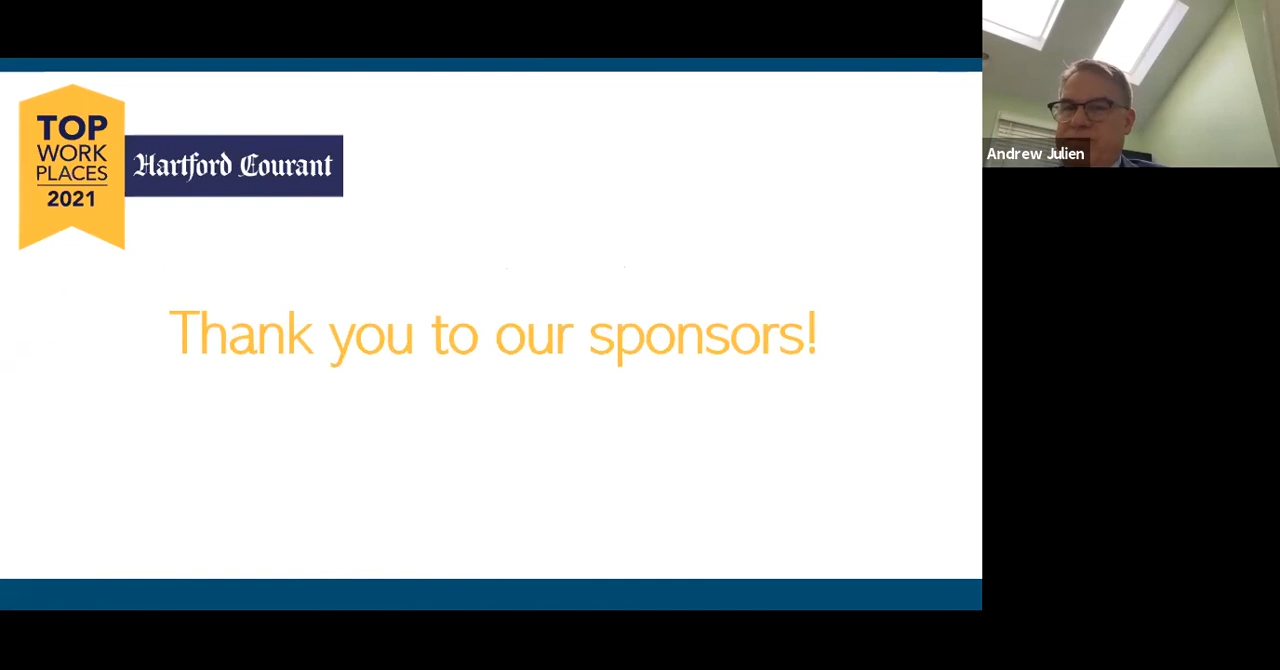 TOP
WORK
PLACES
2021
Hartford Courant
Thank you to our sponsors!
Andrew Julien